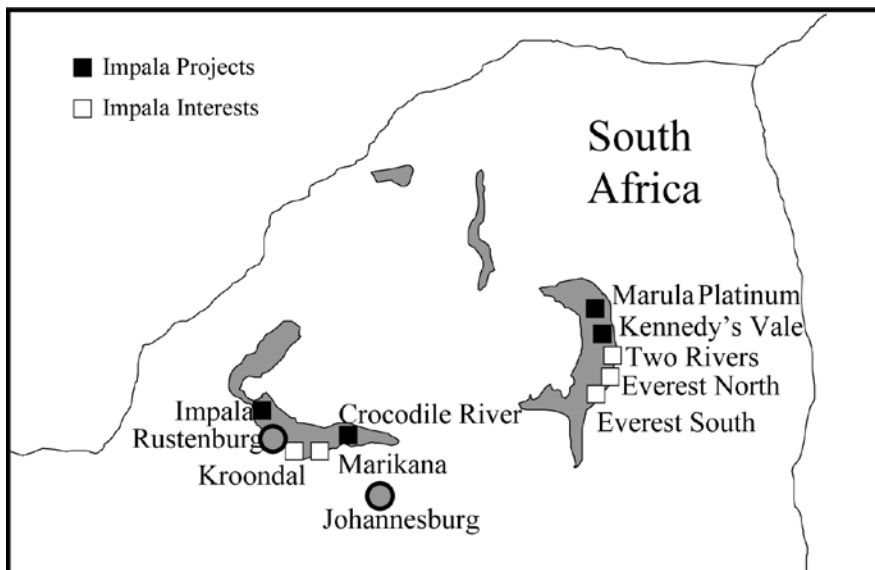 Impala Projects
Impala Interests
South
Africa
Marula Platinum
Kennedy's Vale
Two Rivers
Everest North
Everest South
Impala
Crocodile River
Rustenburg
Kroondal
Marikana
Johannesburg